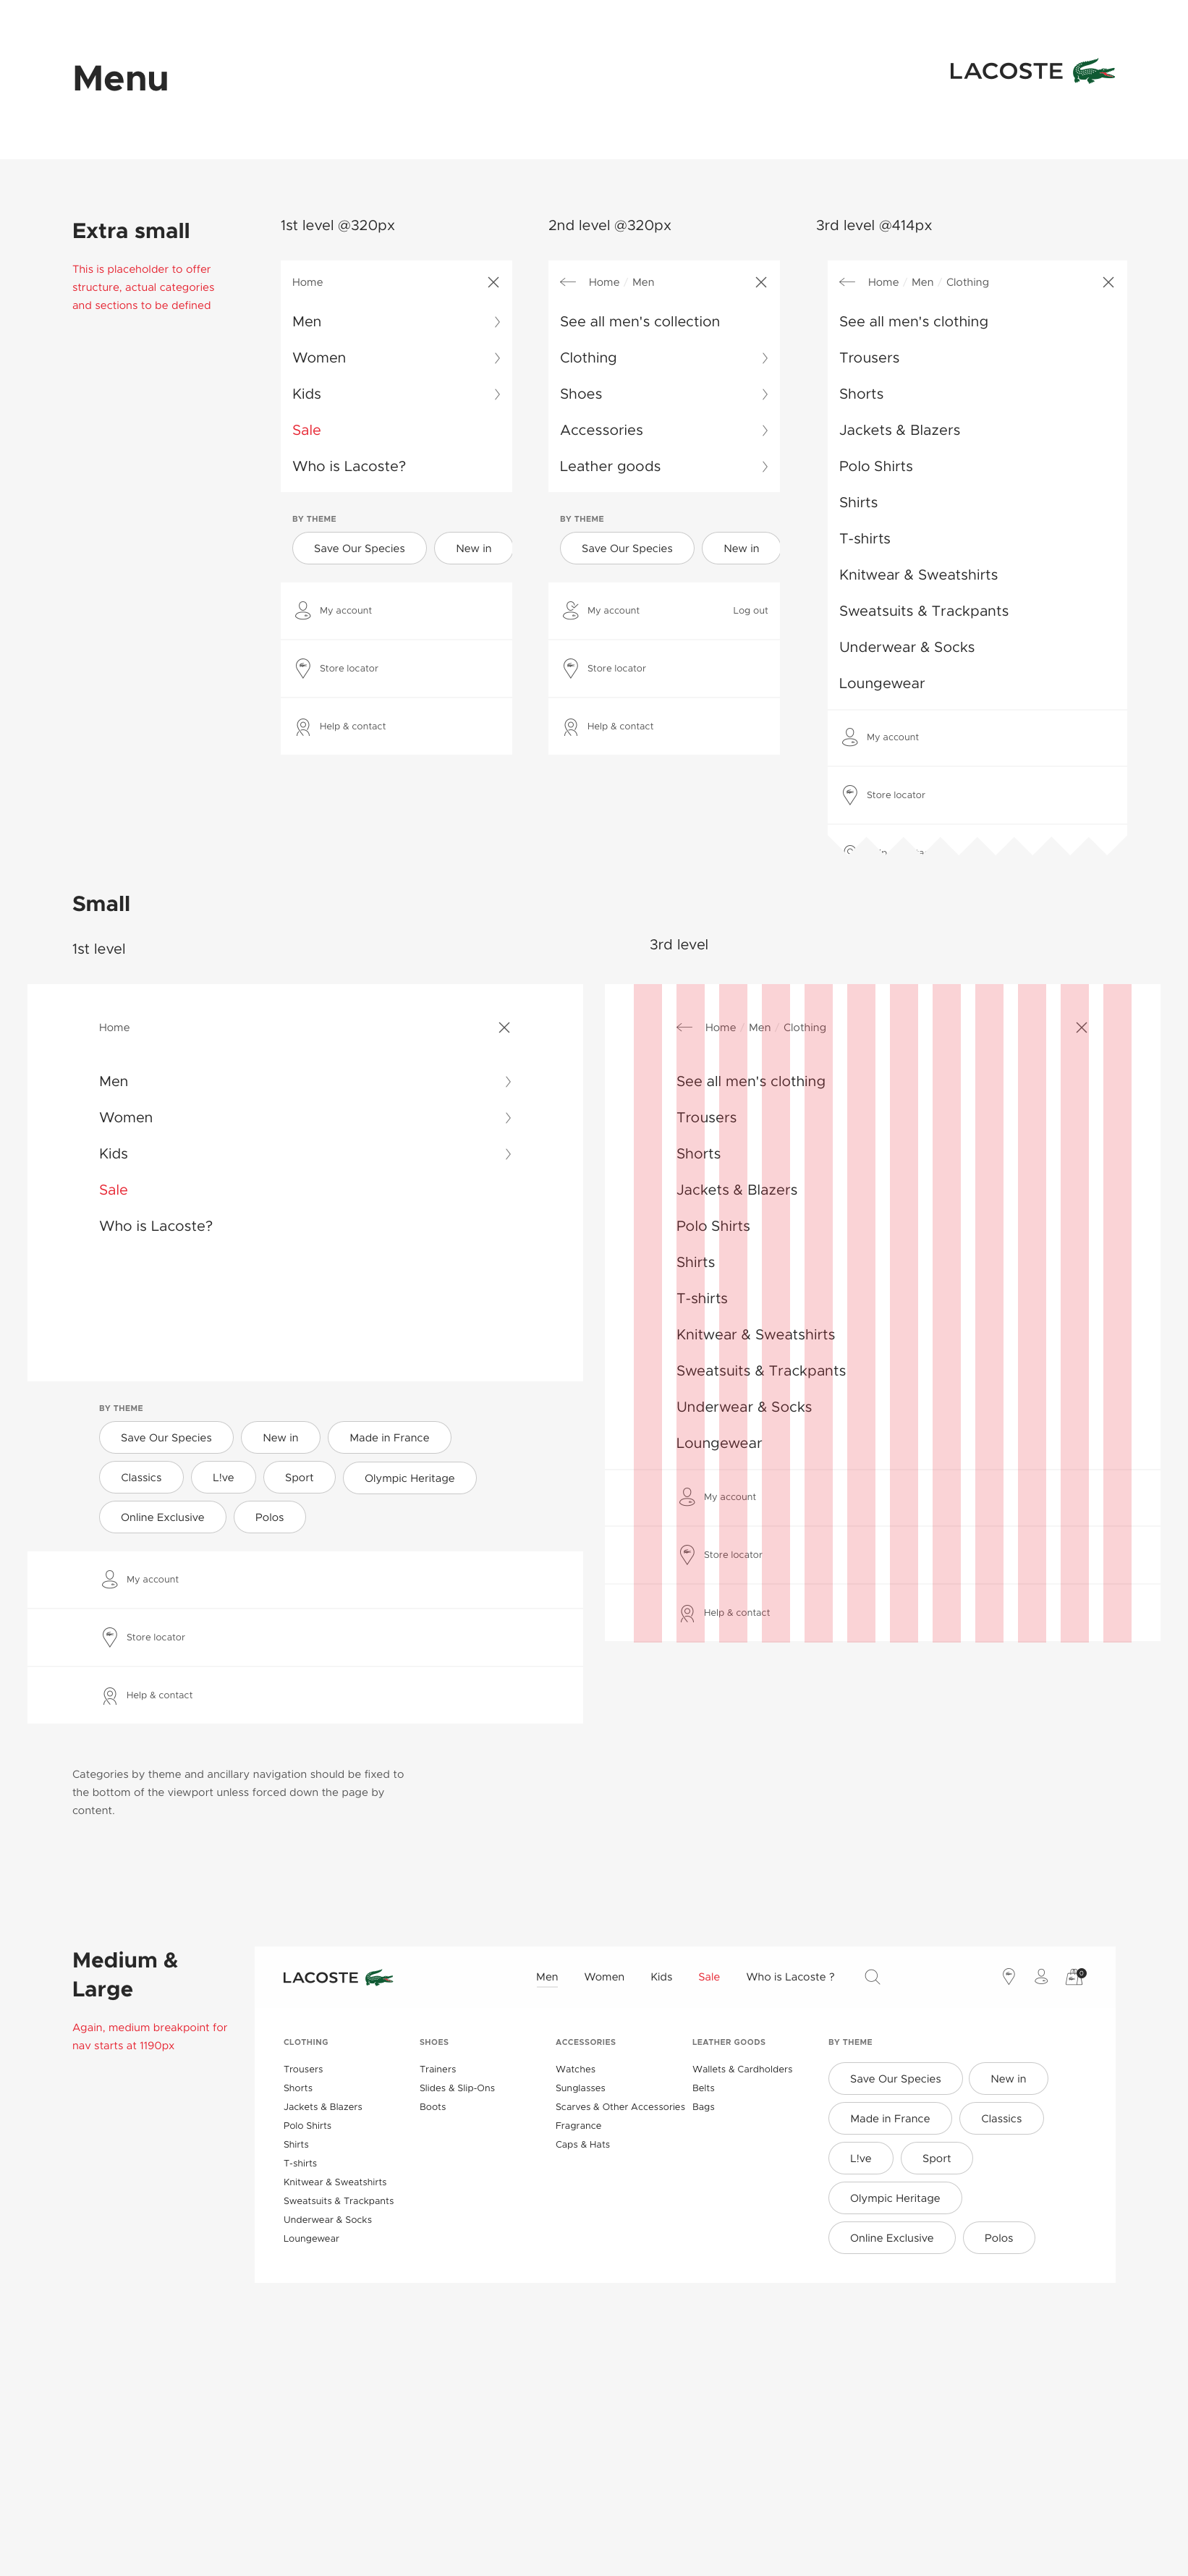 Menu
LACOSTE
Extra small
This is placeholder to offer
structure, actual categories
and sections to be defined
1st level @320px
Home
Men
Women
Kids
Sale
Who is Lacoste?
BY THEME
Save Our Species
New in
My account
Store locator
Help & contact
2nd level @320px
Home / Men
See all men's collection
Clothing
Shoes
Accessories
Leather goods
BY THEME
Save Our Species
New in
My account
Log out
Store locator
Help & contact
3rd level @414px
Home / Men / Clothing
See all men's clothing
Trousers
Shorts
Jackets & Blazers
Polo Shirts
Shirts
T-shirts
Knitwear & Sweatshirts
Sweatsuits & Trackpants
Underwear & Socks
Loungewear
My account
Store locator
Small
1st level
Home
Men
Women
Kids
Sale
Who is Lacoste?
BY THEME
Save Our Species
New in
Made in France
Classics
L!ve
Sport
Olympic Heritage
Online Exclusive
Polos
My account
Store locator
Help & contact
3rd level
Home / Men / Clothing
See all men's clothing
Trousers
Shorts
Jackets & Blazers
Polo Shirts
Shirts
T-shirts
Knitwear & Sweatshirts
Sweatsuits & Trackpants
Underwear & Socks
Loungewear
My account
Store locator
Help & contact
Categories by theme and ancillary navigation should be fixed to
the bottom of the viewport unless forced down the page by
content.
Medium &
Large
Again, medium breakpoint for
nav starts at 1190px
LACOSTE
Men
Women
Kids
Sale
Who is Lacoste ?
0
CLOTHING
Trousers
Shorts
Jackets & Blazers
Polo Shirts
Shirts
T-shirts
Knitwear & Sweatshirts
Sweatsuits & Trackpants
Underwear & Socks
Loungewear
SHOES
Trainers
Slides & Slip-Ons
Boots
ACCESSORIES
Watches
Sunglasses
Scarves & Other Accessories
Fragrance
Caps & Hats
LEATHER GOODS
Wallets & Cardholders
Belts
Bags
BY THEME
Save Our Species
New in
Made in France
Classics
L!ve
Sport
Olympic Heritage
Online Exclusive
Polos